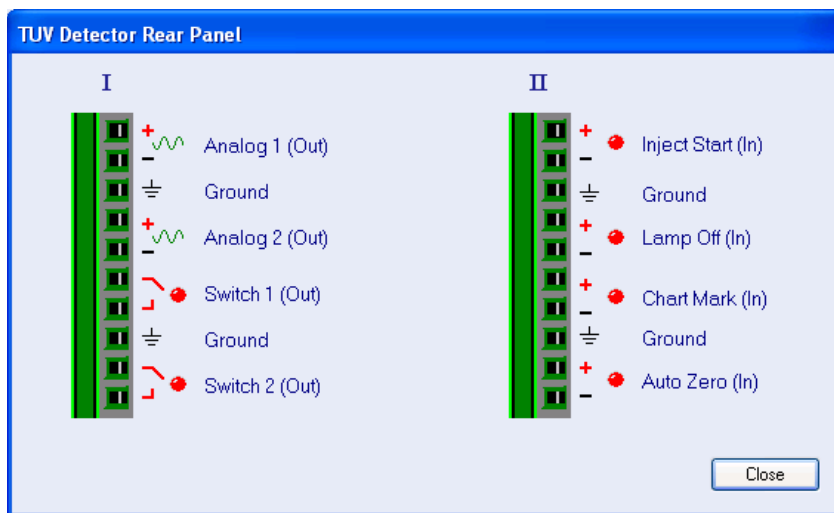 TUV Detector Rear Panel
I
+
Analog 1 (Out)
−
Ground
+
Analog 2 (Out)
−
Switch 1 (Out)
Ground
Switch 2 (Out)
II
+
Inject Start (In)
−
Ground
+
Lamp Off (In)
−
+
Chart Mark (In)
−
Ground
+
Auto Zero (In)
−
Close